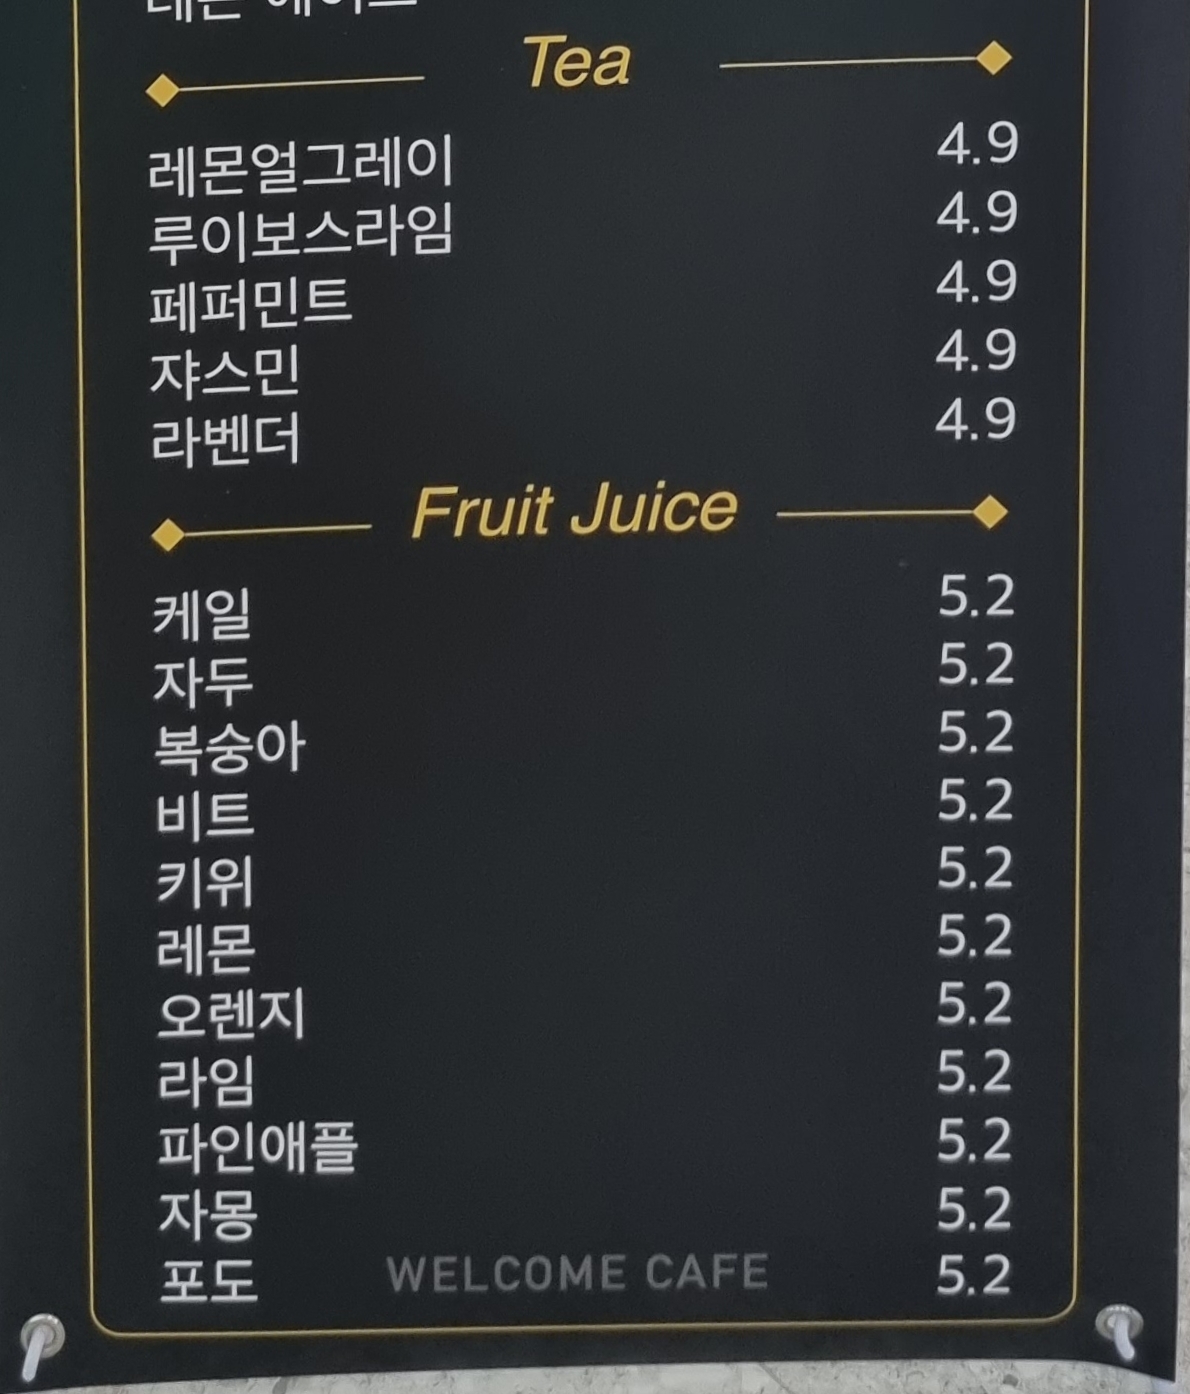 Tea
레몬얼그레이 4.9
루이보스라임 4.9
페퍼민트 4.9
쟈스민 4.9
라벤더 4.9
Fruit Juice
케일 5.2
자두 5.2
복숭아 5.2
비트 5.2
키위 5.2
레몬 5.2
오렌지 5.2
라임 5.2
파인애플 5.2
자몽 5.2
포도 5.2
WELCOME CAFE